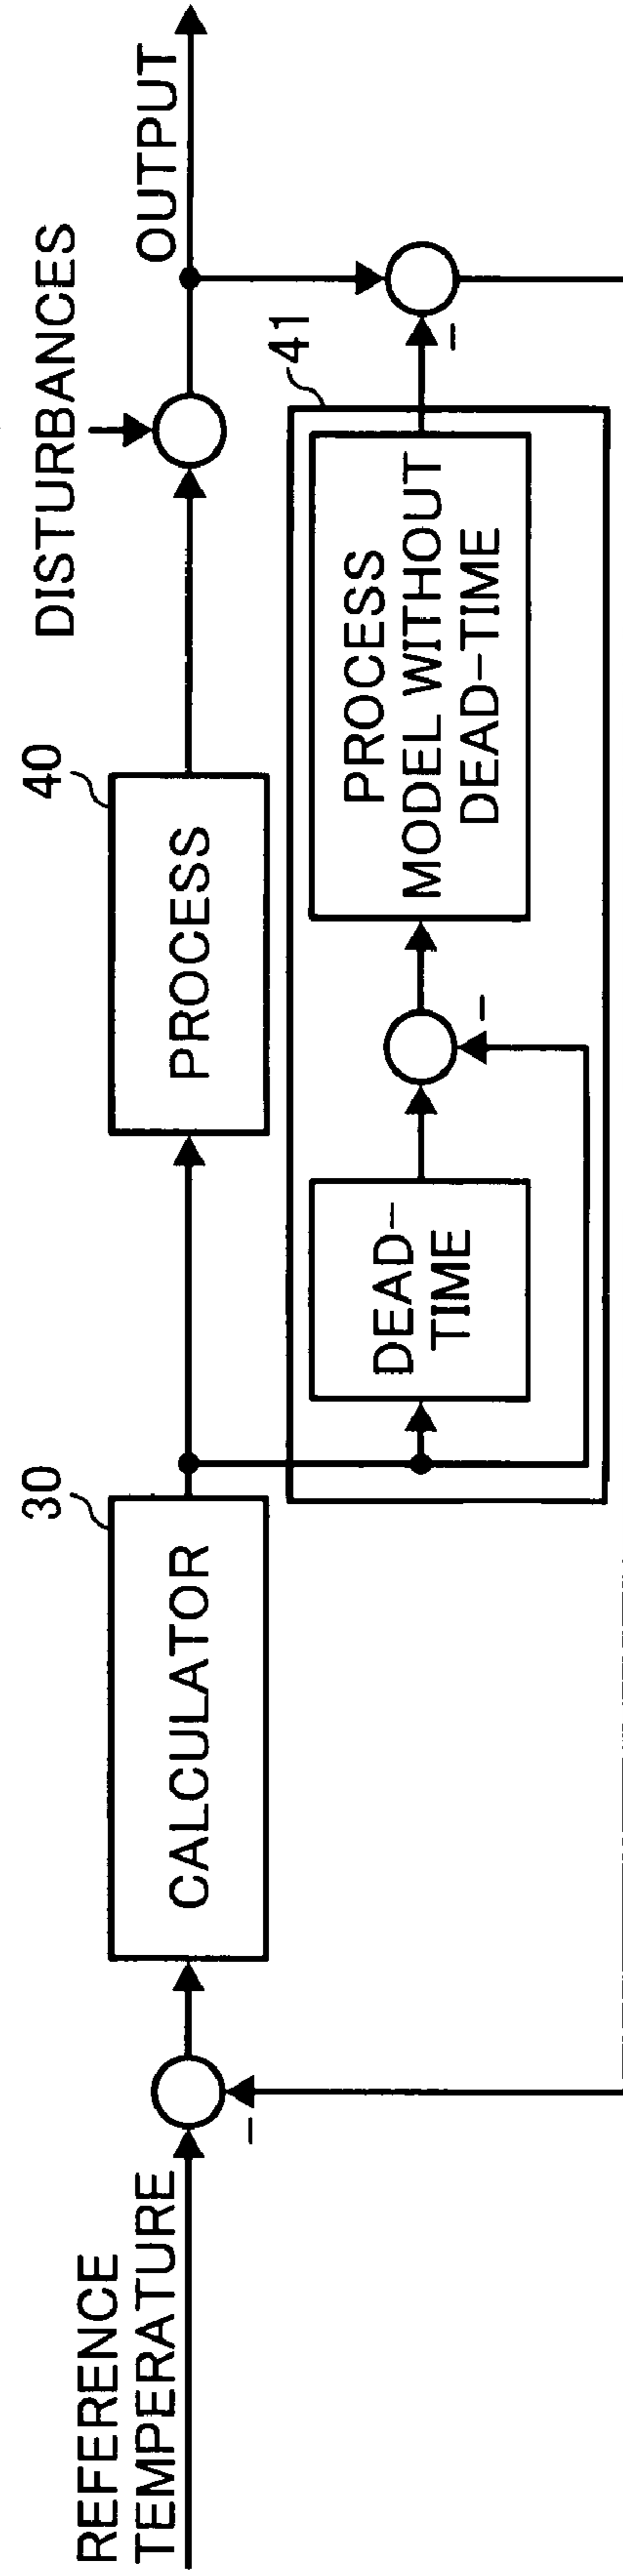 REFERENCE
TEMPERATURE
-
CALCULATOR
30
DEAD-
TIME
-
PROCESS
40
PROCESS
MODEL WITHOUT
DEAD-TIME
41
-
DISTURBANCES
OUTPUT